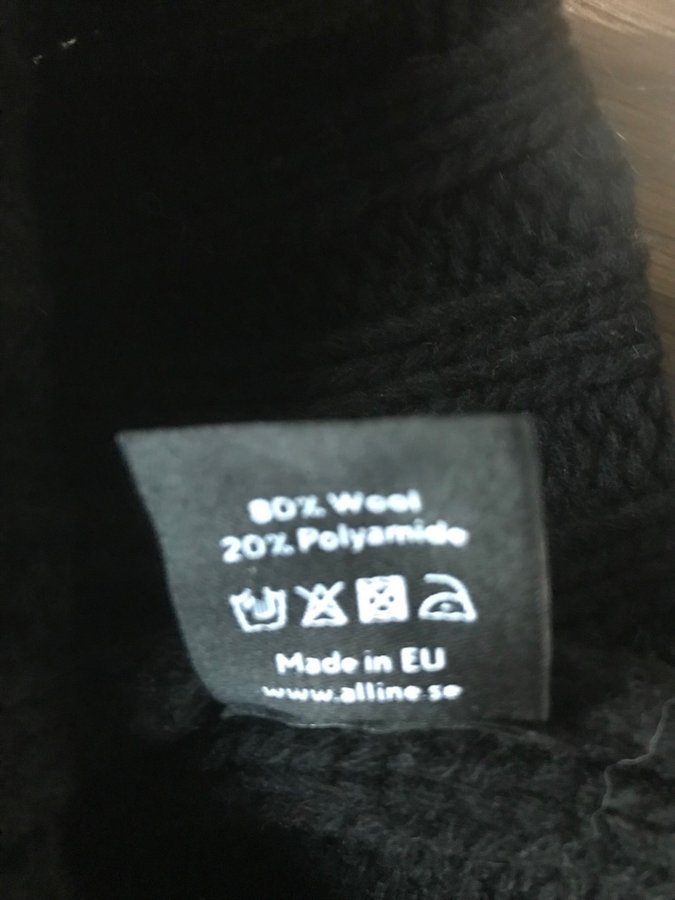 80% Wool
20% Polyamide
Made in EU
www.alline.se